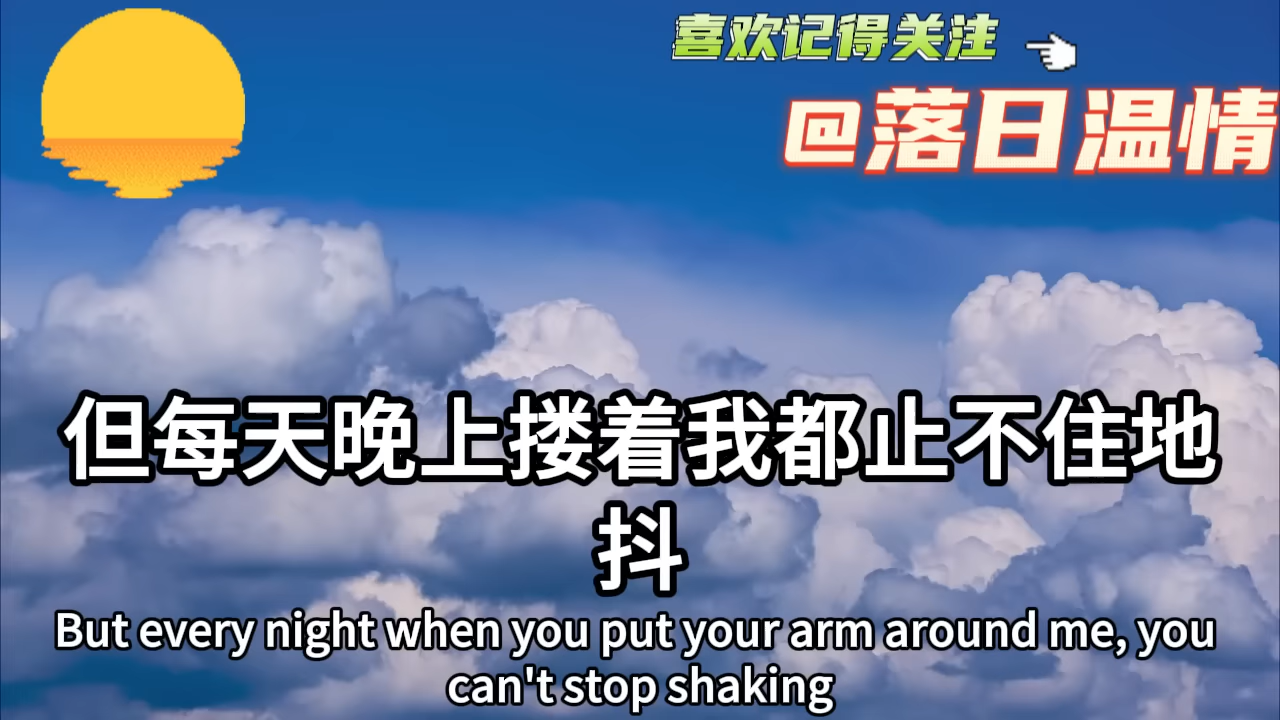 喜欢记得关注
@落日温情
但每天晚上搂着我都止不住地
抖
But every night when you put your arm around me, you
can't stop shaking